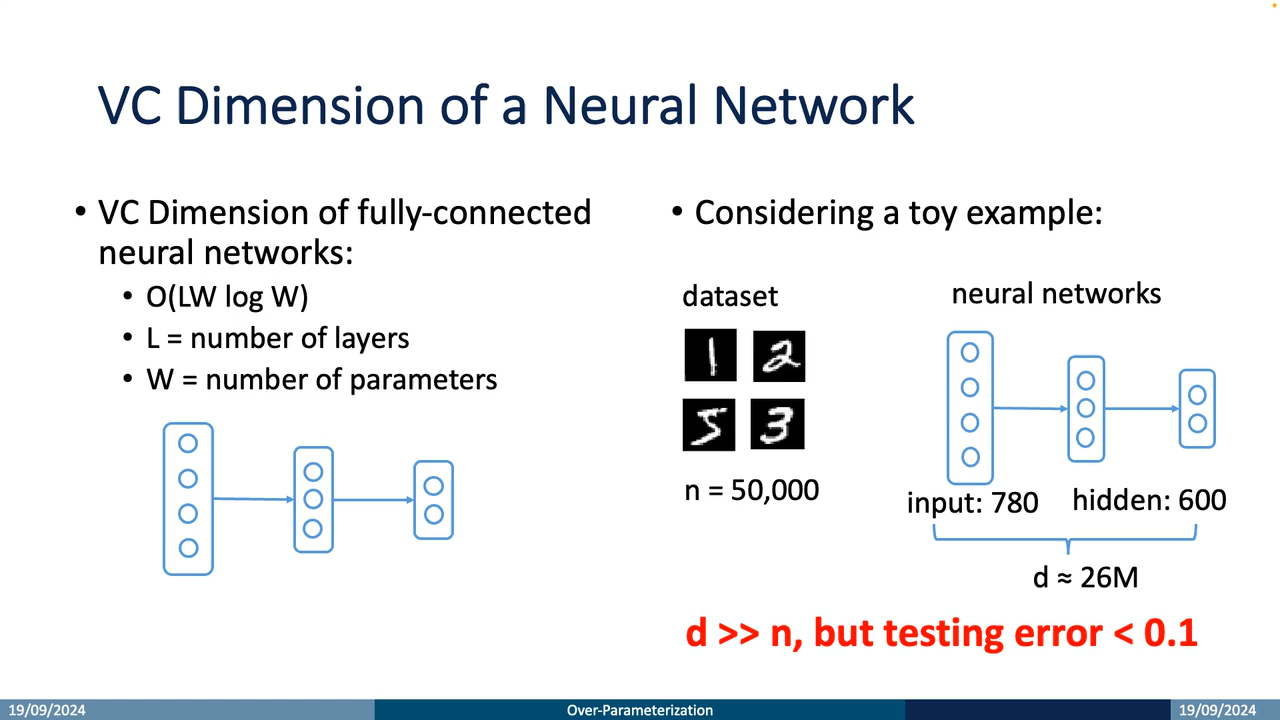 VC Dimension of a Neural Network
• VC Dimension of fully-connected
neural networks:
• O(LW log W)
• L = number of layers
• W = number of parameters
• Considering a toy example:
dataset
neural networks
1 2
5 3
n = 50,000
input: 780
hidden: 600
d ≈ 26M
d >> n, but testing error < 0.1
19/09/2024
Over-Parameterization
19/09/2024